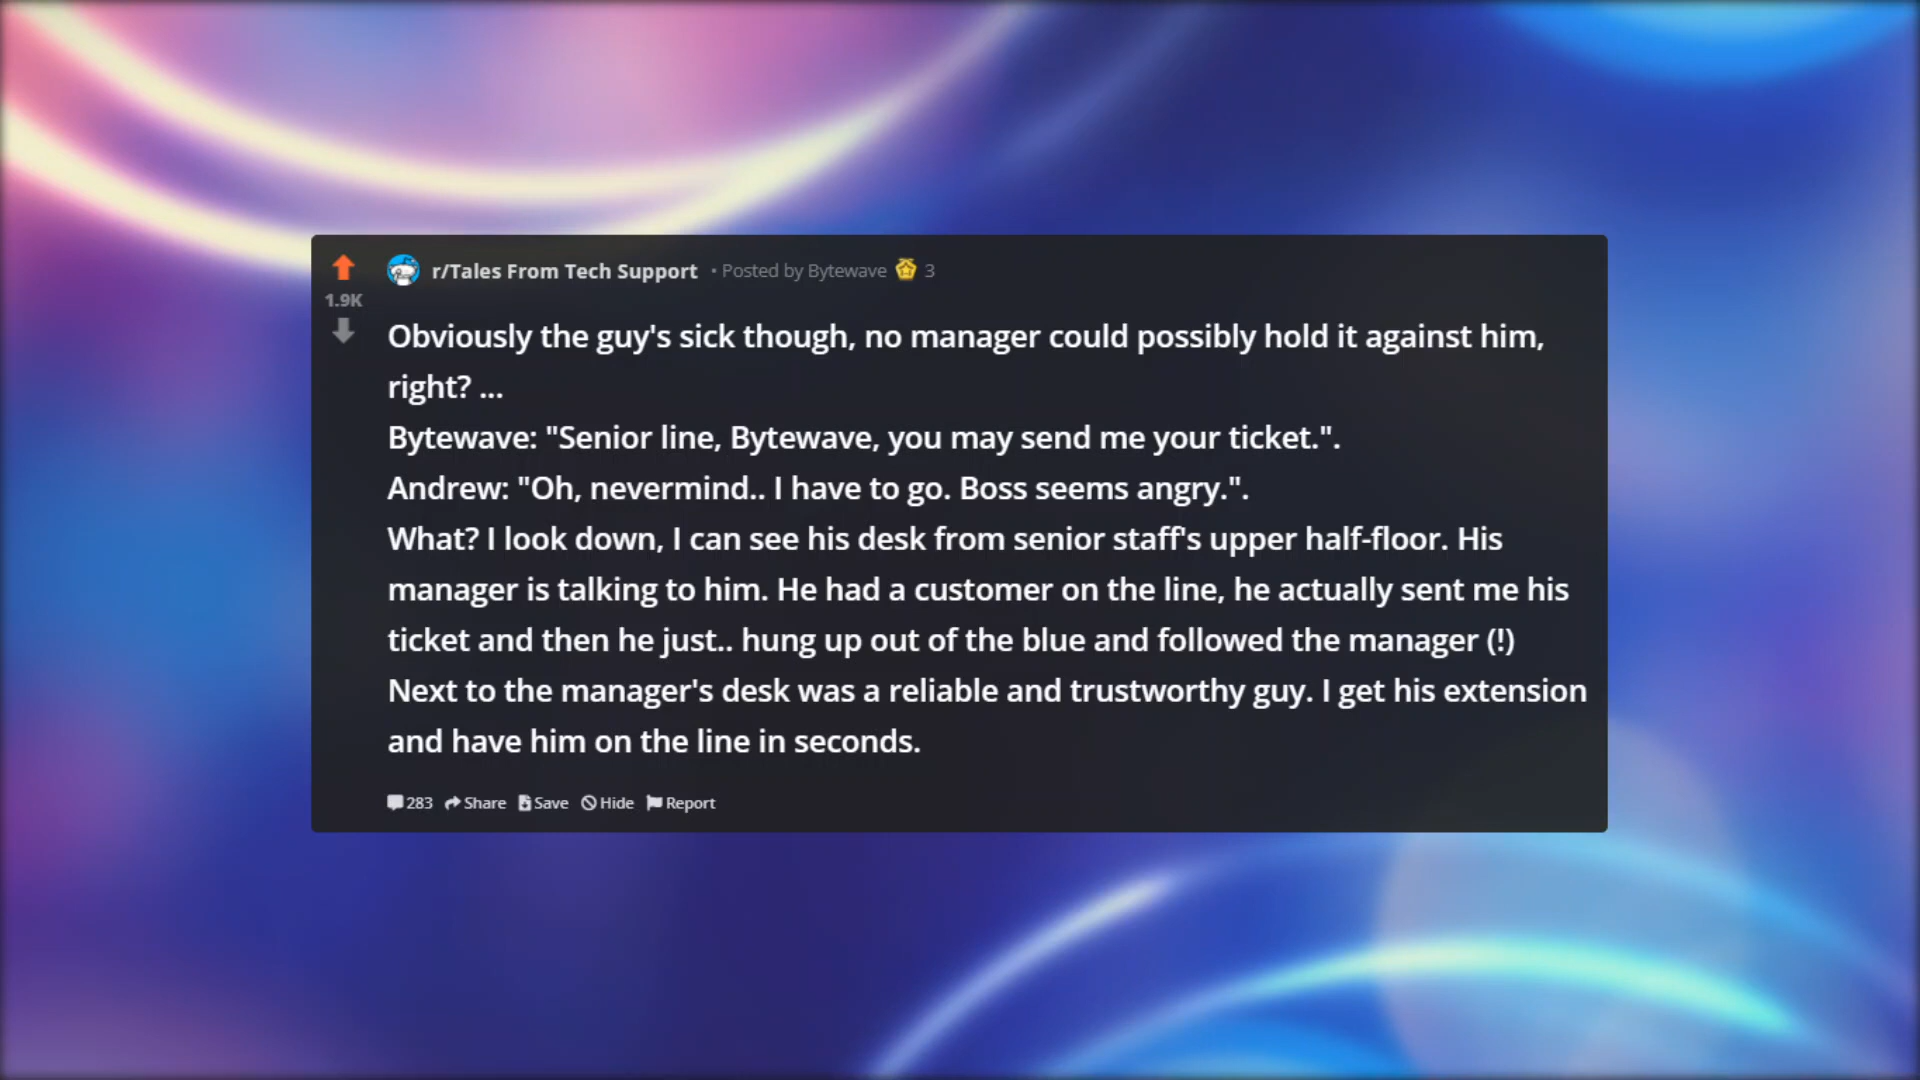 r/Tales From Tech Support • Posted by Bytewave 3
1.9K
Obviously the guy's sick though, no manager could possibly hold it against him,
right? ...
Bytewave: "Senior line, Bytewave, you may send me your ticket.".
Andrew: "Oh, nevermind.. I have to go. Boss seems angry.".
What? I look down, I can see his desk from senior staff's upper half-floor. His
manager is talking to him. He had a customer on the line, he actually sent me his
ticket and then he just.. hung up out of the blue and followed the manager (!)
Next to the manager's desk was a reliable and trustworthy guy. I get his extension
and have him on the line in seconds.
283 Share Save Hide Report